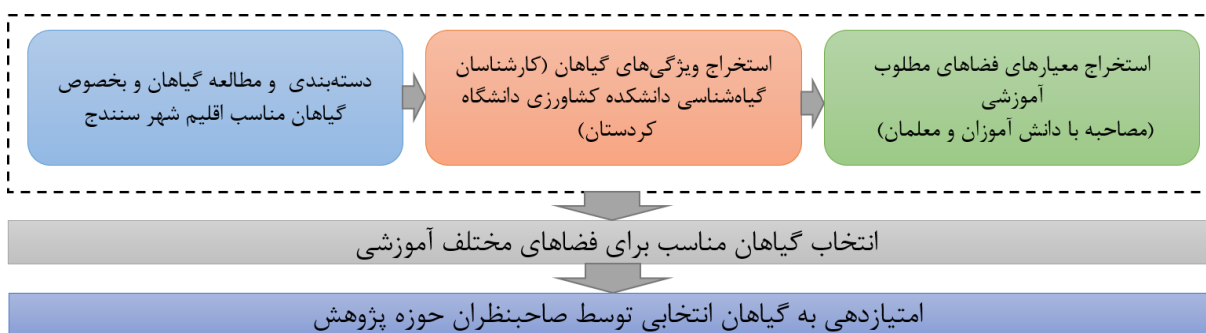 دسته‌بندی و مطالعه گیاهان و بخصوص
گیاهان مناسب اقلیم شهر سنندج
استخراج ویژگی‌های گیاهان (کارشناسان
گیاه‌شناسی دانشکده کشاورزی دانشگاه
کردستان)
استخراج معیارهای فضاهای مطلوب
آموزشی
(مصاحبه با دانش آموزان و معلمان)
انتخاب گیاهان مناسب برای فضاهای مختلف آموزشی
امتیازدهی به گیاهان انتخابی توسط صاحبنظران حوزه پژوهش